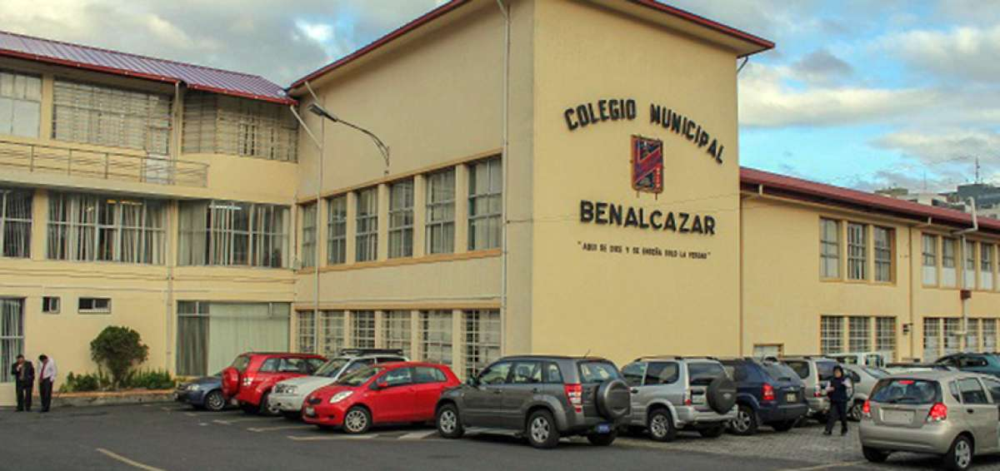 COLEGIO MUNICIPAL
BENALCAZAR
"AQUI SE DICE Y SE ENSEÑA SOLO LA VERDAD"